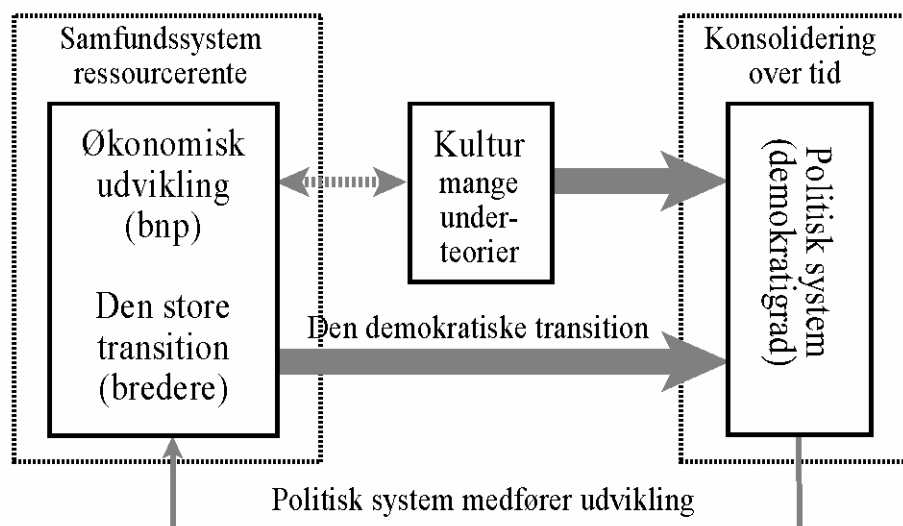 Samfundssystem
ressourcerente
Økonomisk
udvikling
(bnp)
Den store
transition
(bredere)
Kultur
mange
under-
teorier
Den demokratiske transition
Konsolidering
over tid
Politisk system
(demokratigrad)
Politisk system medfører udvikling